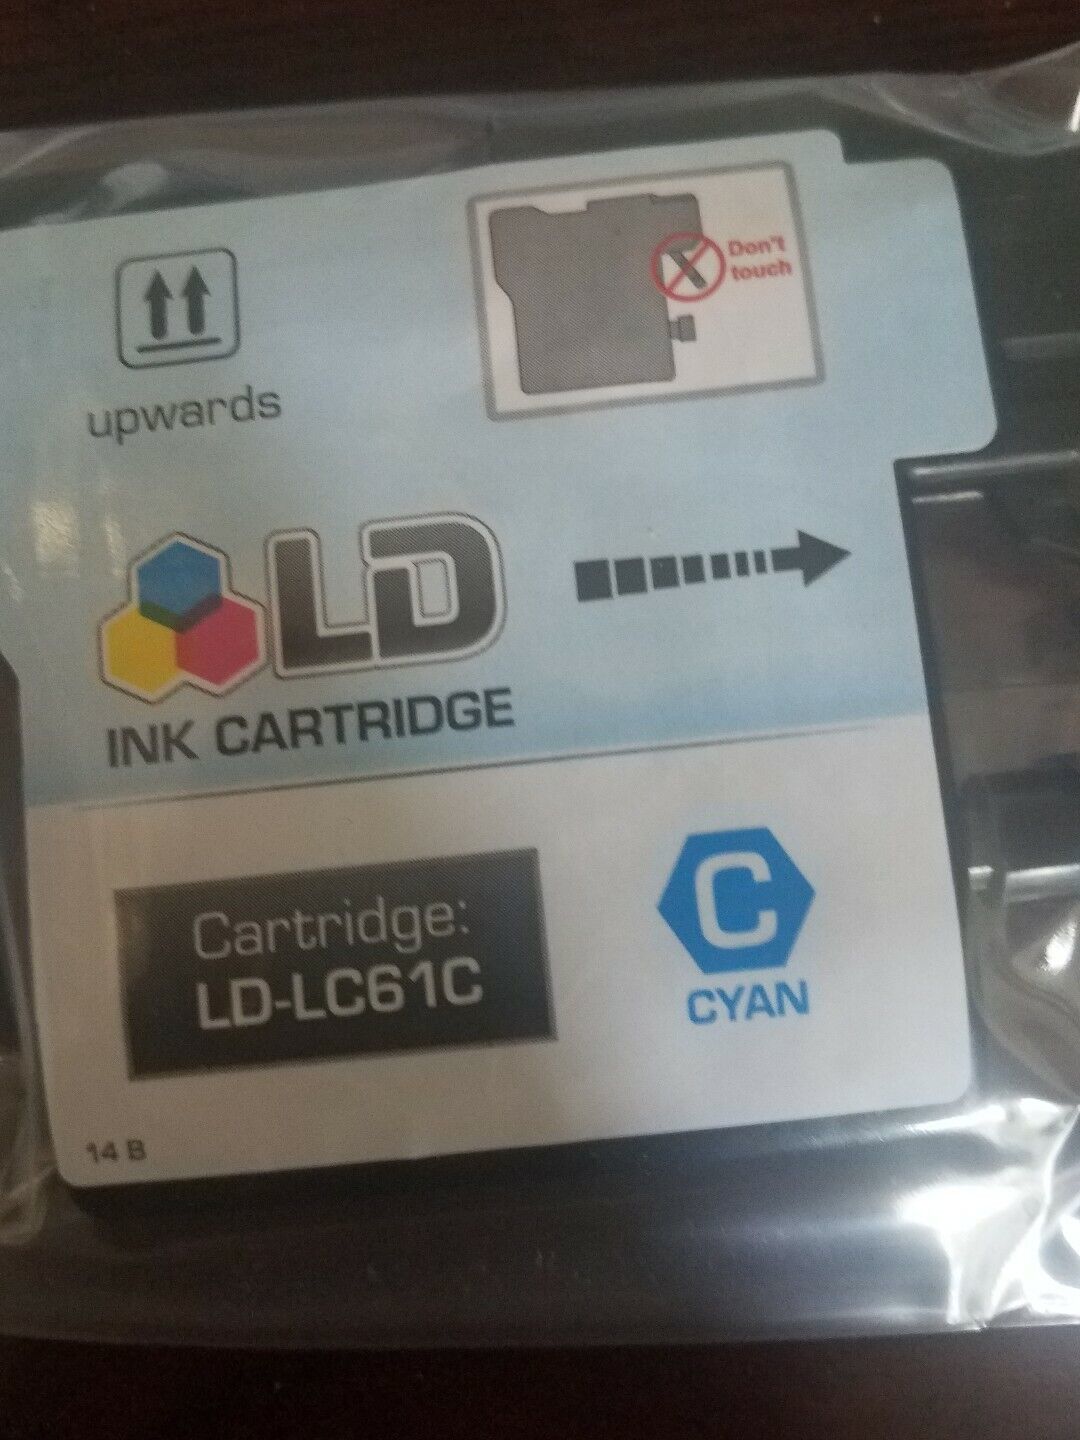 Don't
touch
upwards
LD
INK CARTRIDGE
Cartridge:
LD-LC61C
C
CYAN
14 B